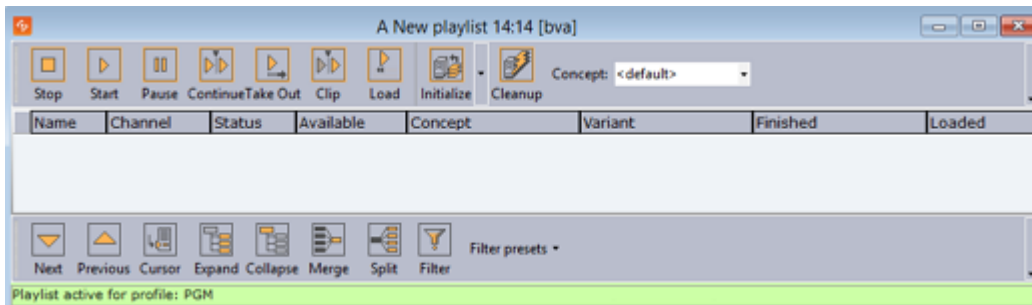 A New playlist 14:14 [bva]
Stop Start Pause Continue Take Out Clip Load Initialize Cleanup Concept: <default>
Name Channel Status Available Concept Variant Finished Loaded
Next Previous Cursor Expand Collapse Merge Split Filter Filter presets
Playlist active for profile: PGM